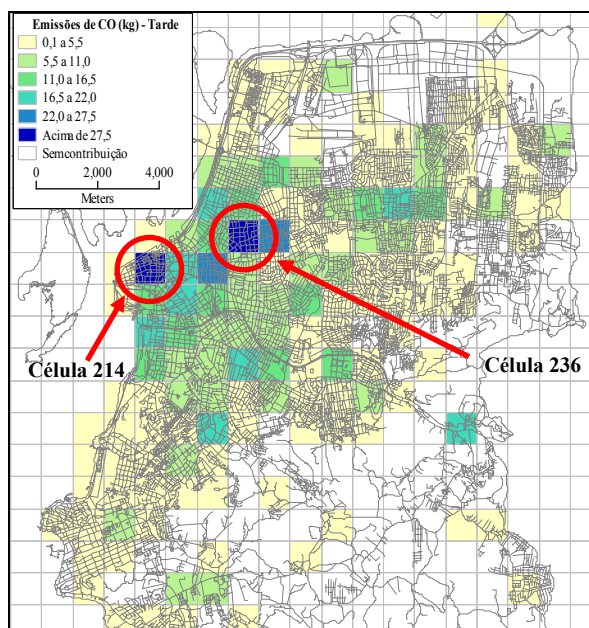 Emissões de CO (kg) - Tarde
0,1 a 5,5
5,5 a 11,0
11,0 a 16,5
16,5 a 22,0
22,0 a 27,5
Acima de 27,5
Semcontribuição
0 2,000 4,000
Meters
Célula 214
Célula 236